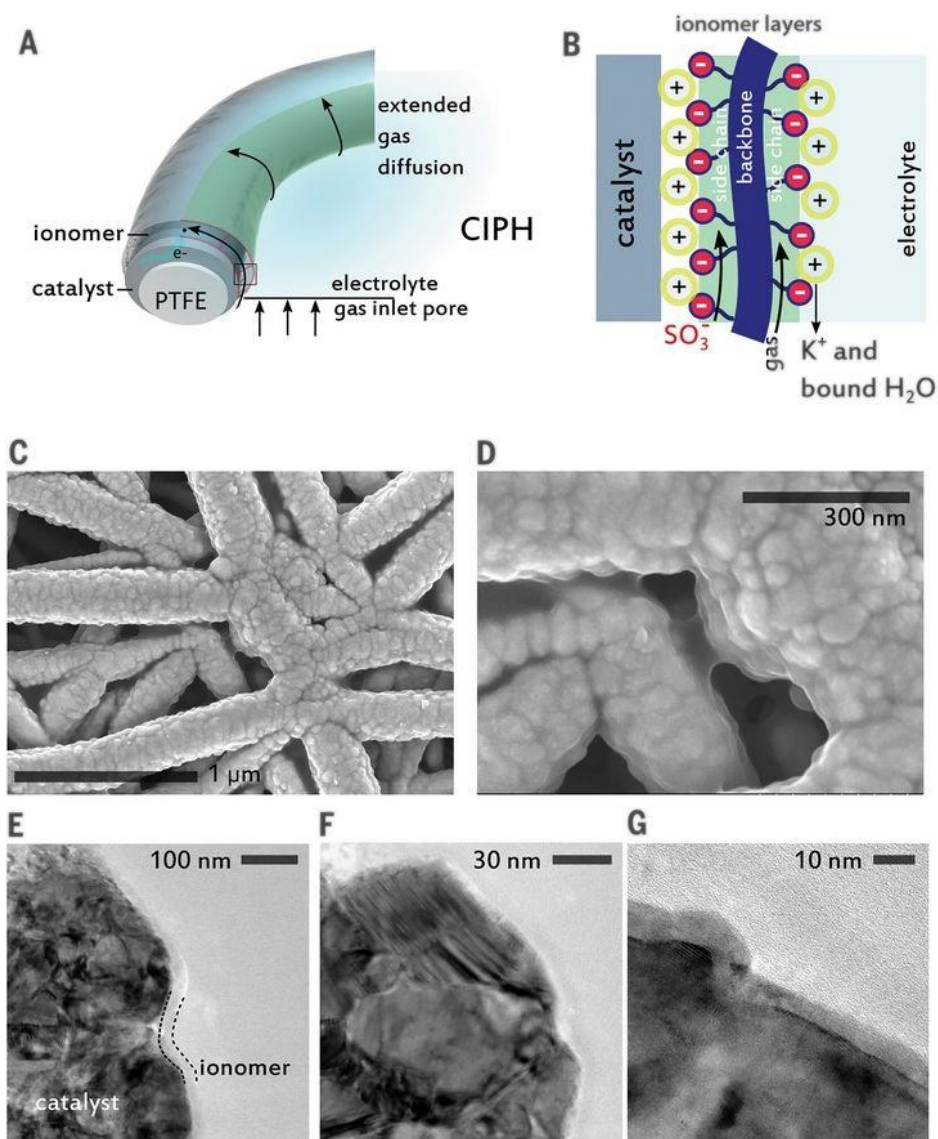 A
extended
gas
diffusion
CIPH
ionomer
e-
catalyst
PTFE
electrolyte
gas inlet pore
B
ionomer layers
catalyst
side chain
backbone
side chain
electrolyte
− − − − − − − − − − −
+ + + + + + + +
SO₃⁻
gas
K⁺ and
bound H₂O
C
1 µm
D
300 nm
E
100 nm
ionomer
catalyst
F
30 nm
G
10 nm